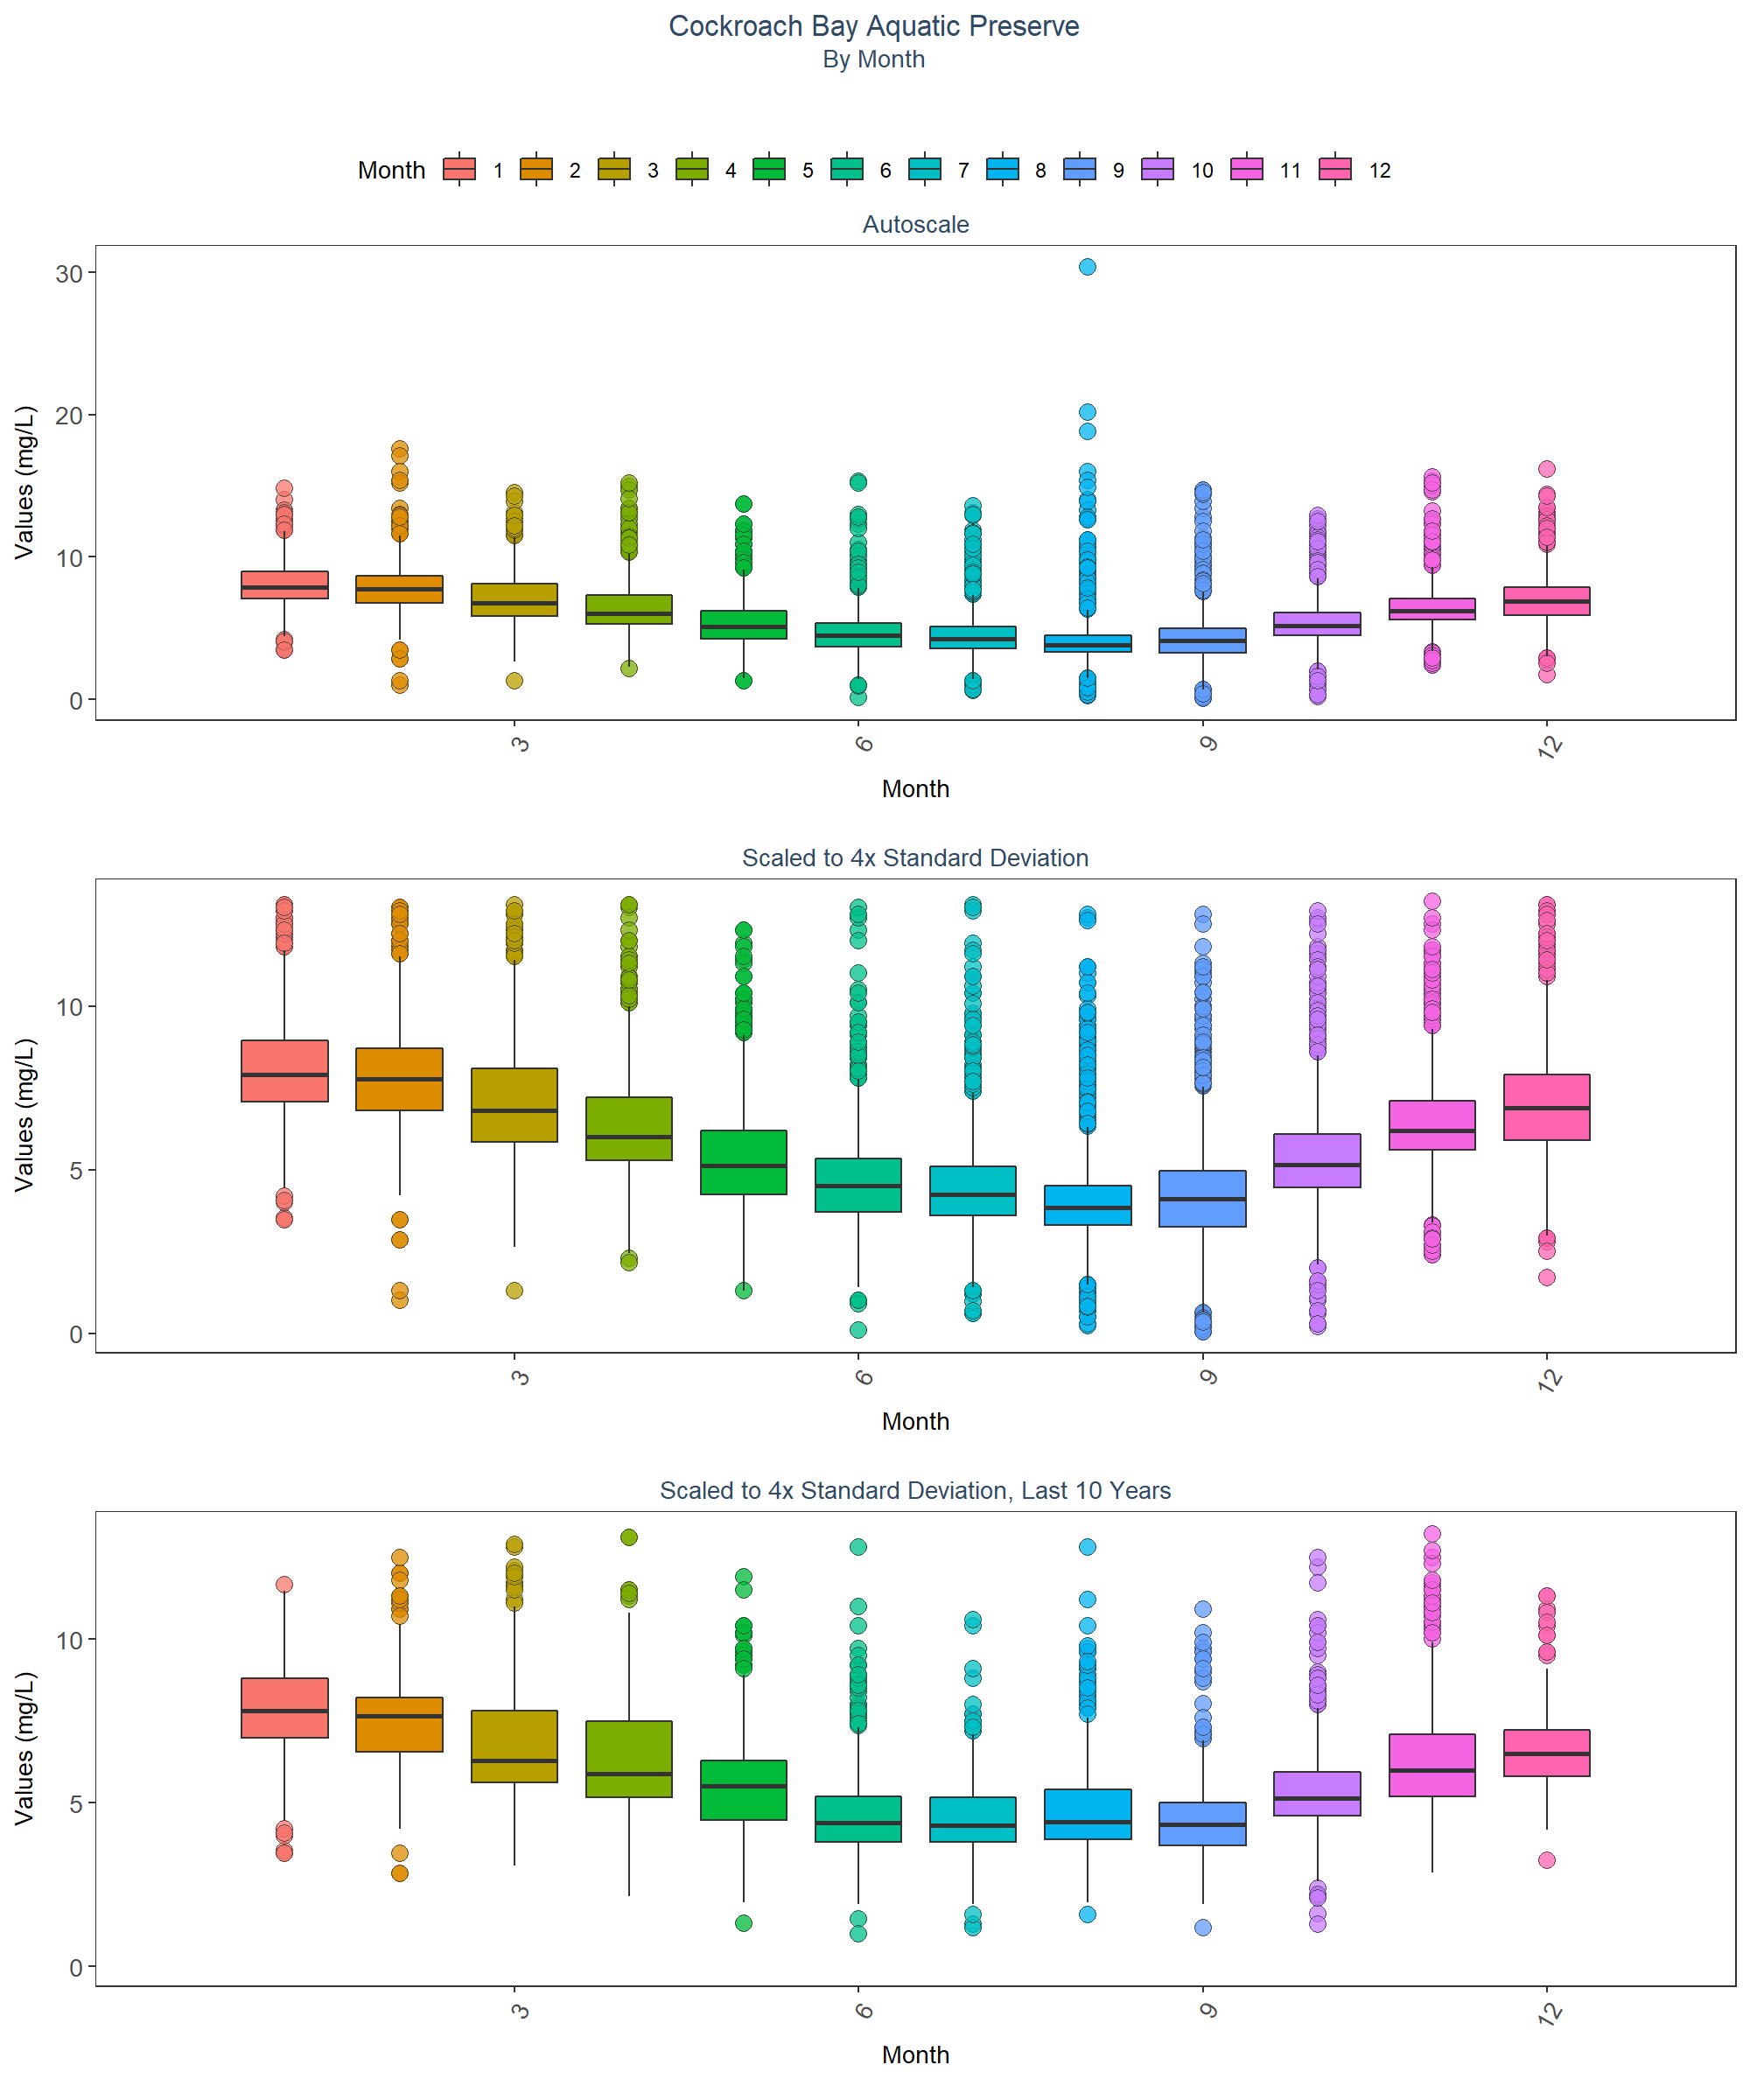 Cockroach Bay Aquatic Preserve
By Month
Month 1 2 3 4 5 6 7 8 9 10 11 12
Autoscale
Values (mg/L)
30
20
10
0
3 6 9 12
Month
Scaled to 4x Standard Deviation
Values (mg/L)
10
5
0
3 6 9 12
Month
Scaled to 4x Standard Deviation, Last 10 Years
Values (mg/L)
10
5
0
3 6 9 12
Month